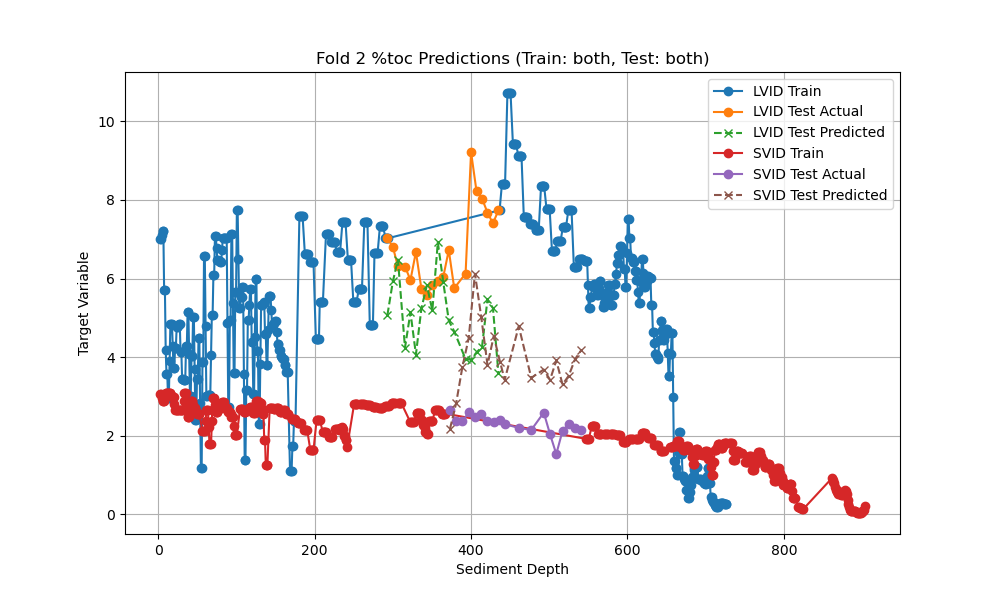 Fold 2 %toc Predictions (Train: both, Test: both)
LVID Train
LVID Test Actual
LVID Test Predicted
SVID Train
SVID Test Actual
SVID Test Predicted
Target Variable
10
8
6
4
2
0
0 200 400 600 800
Sediment Depth